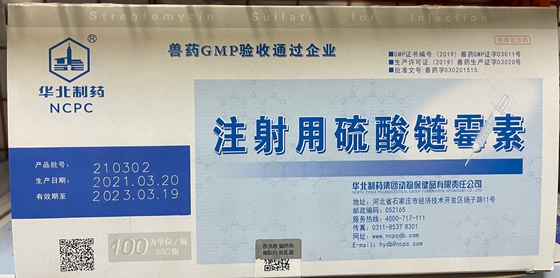 Streptomycin Sulfate for Injection
兽用处方药
兽药GMP验收通过企业
■GMP证书编号：(2019) 兽药GMP证字03011号
■生产许可证号：(2019) 兽药生产证字03020号
■批准文号：兽药字030201515
华北制药
NCPC
注射用硫酸链霉素
产品批号： 210302
生产日期： 2021.03.20
有效期至 2023.03.19
100万单位/瓶
X50瓶
华北制药集团动物保健品有限责任公司
地址：河北省石家庄市经济技术开发区扬子路11号
邮政编码：052165
服务热线：4000-717-111
传真：0311-8537 8301
网址：www.ncpcdb.com
E-mail：hydb@ncpc.com